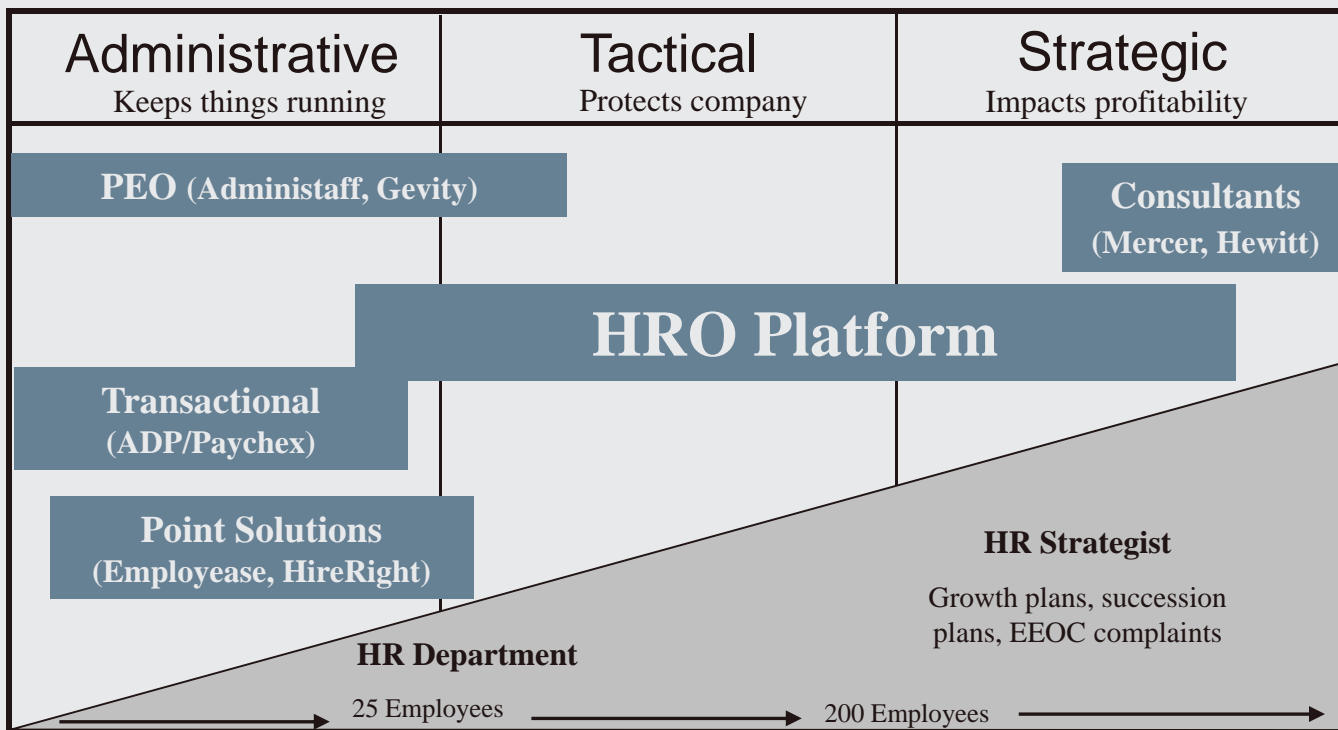 Administrative
Keeps things running
Tactical
Protects company
Strategic
Impacts profitability
PEO (Administaff, Gevity)
Consultants
(Mercer, Hewitt)
HRO Platform
Transactional
(ADP/Paychex)
Point Solutions
(Employease, HireRight)
HR Strategist
Growth plans, succession
plans, EEOC complaints
HR Department
25 Employees
200 Employees